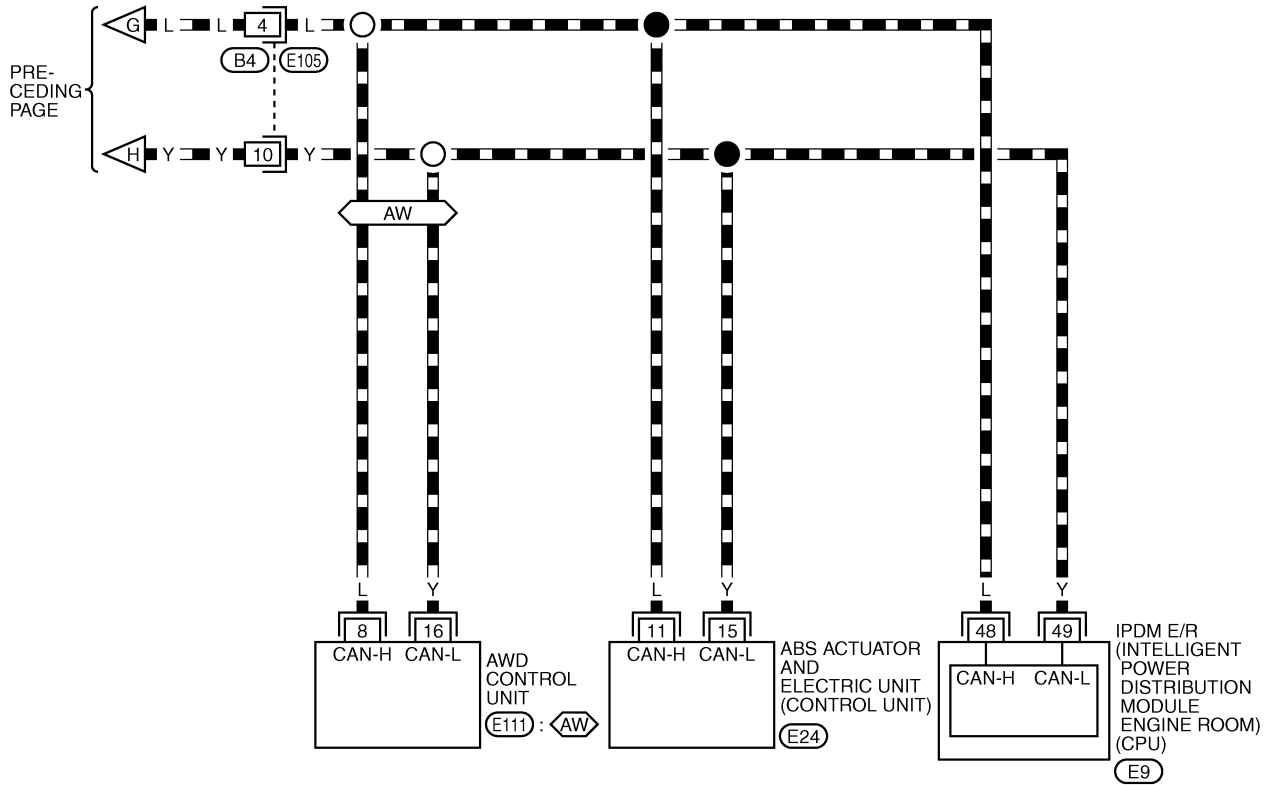 G L L 4 L
B4 E105
PRE-
CEDING
PAGE
H Y Y 10 Y
AW
L Y L Y L Y
8 16 11 15 48 49
CAN-H CAN-L
AWD
CONTROL
UNIT
E111 : AW
CAN-H CAN-L
ABS ACTUATOR
AND
ELECTRIC UNIT
(CONTROL UNIT)
E24
CAN-H CAN-L
IPDM E/R
(INTELLIGENT
POWER
DISTRIBUTION
MODULE
ENGINE ROOM)
(CPU)
E9